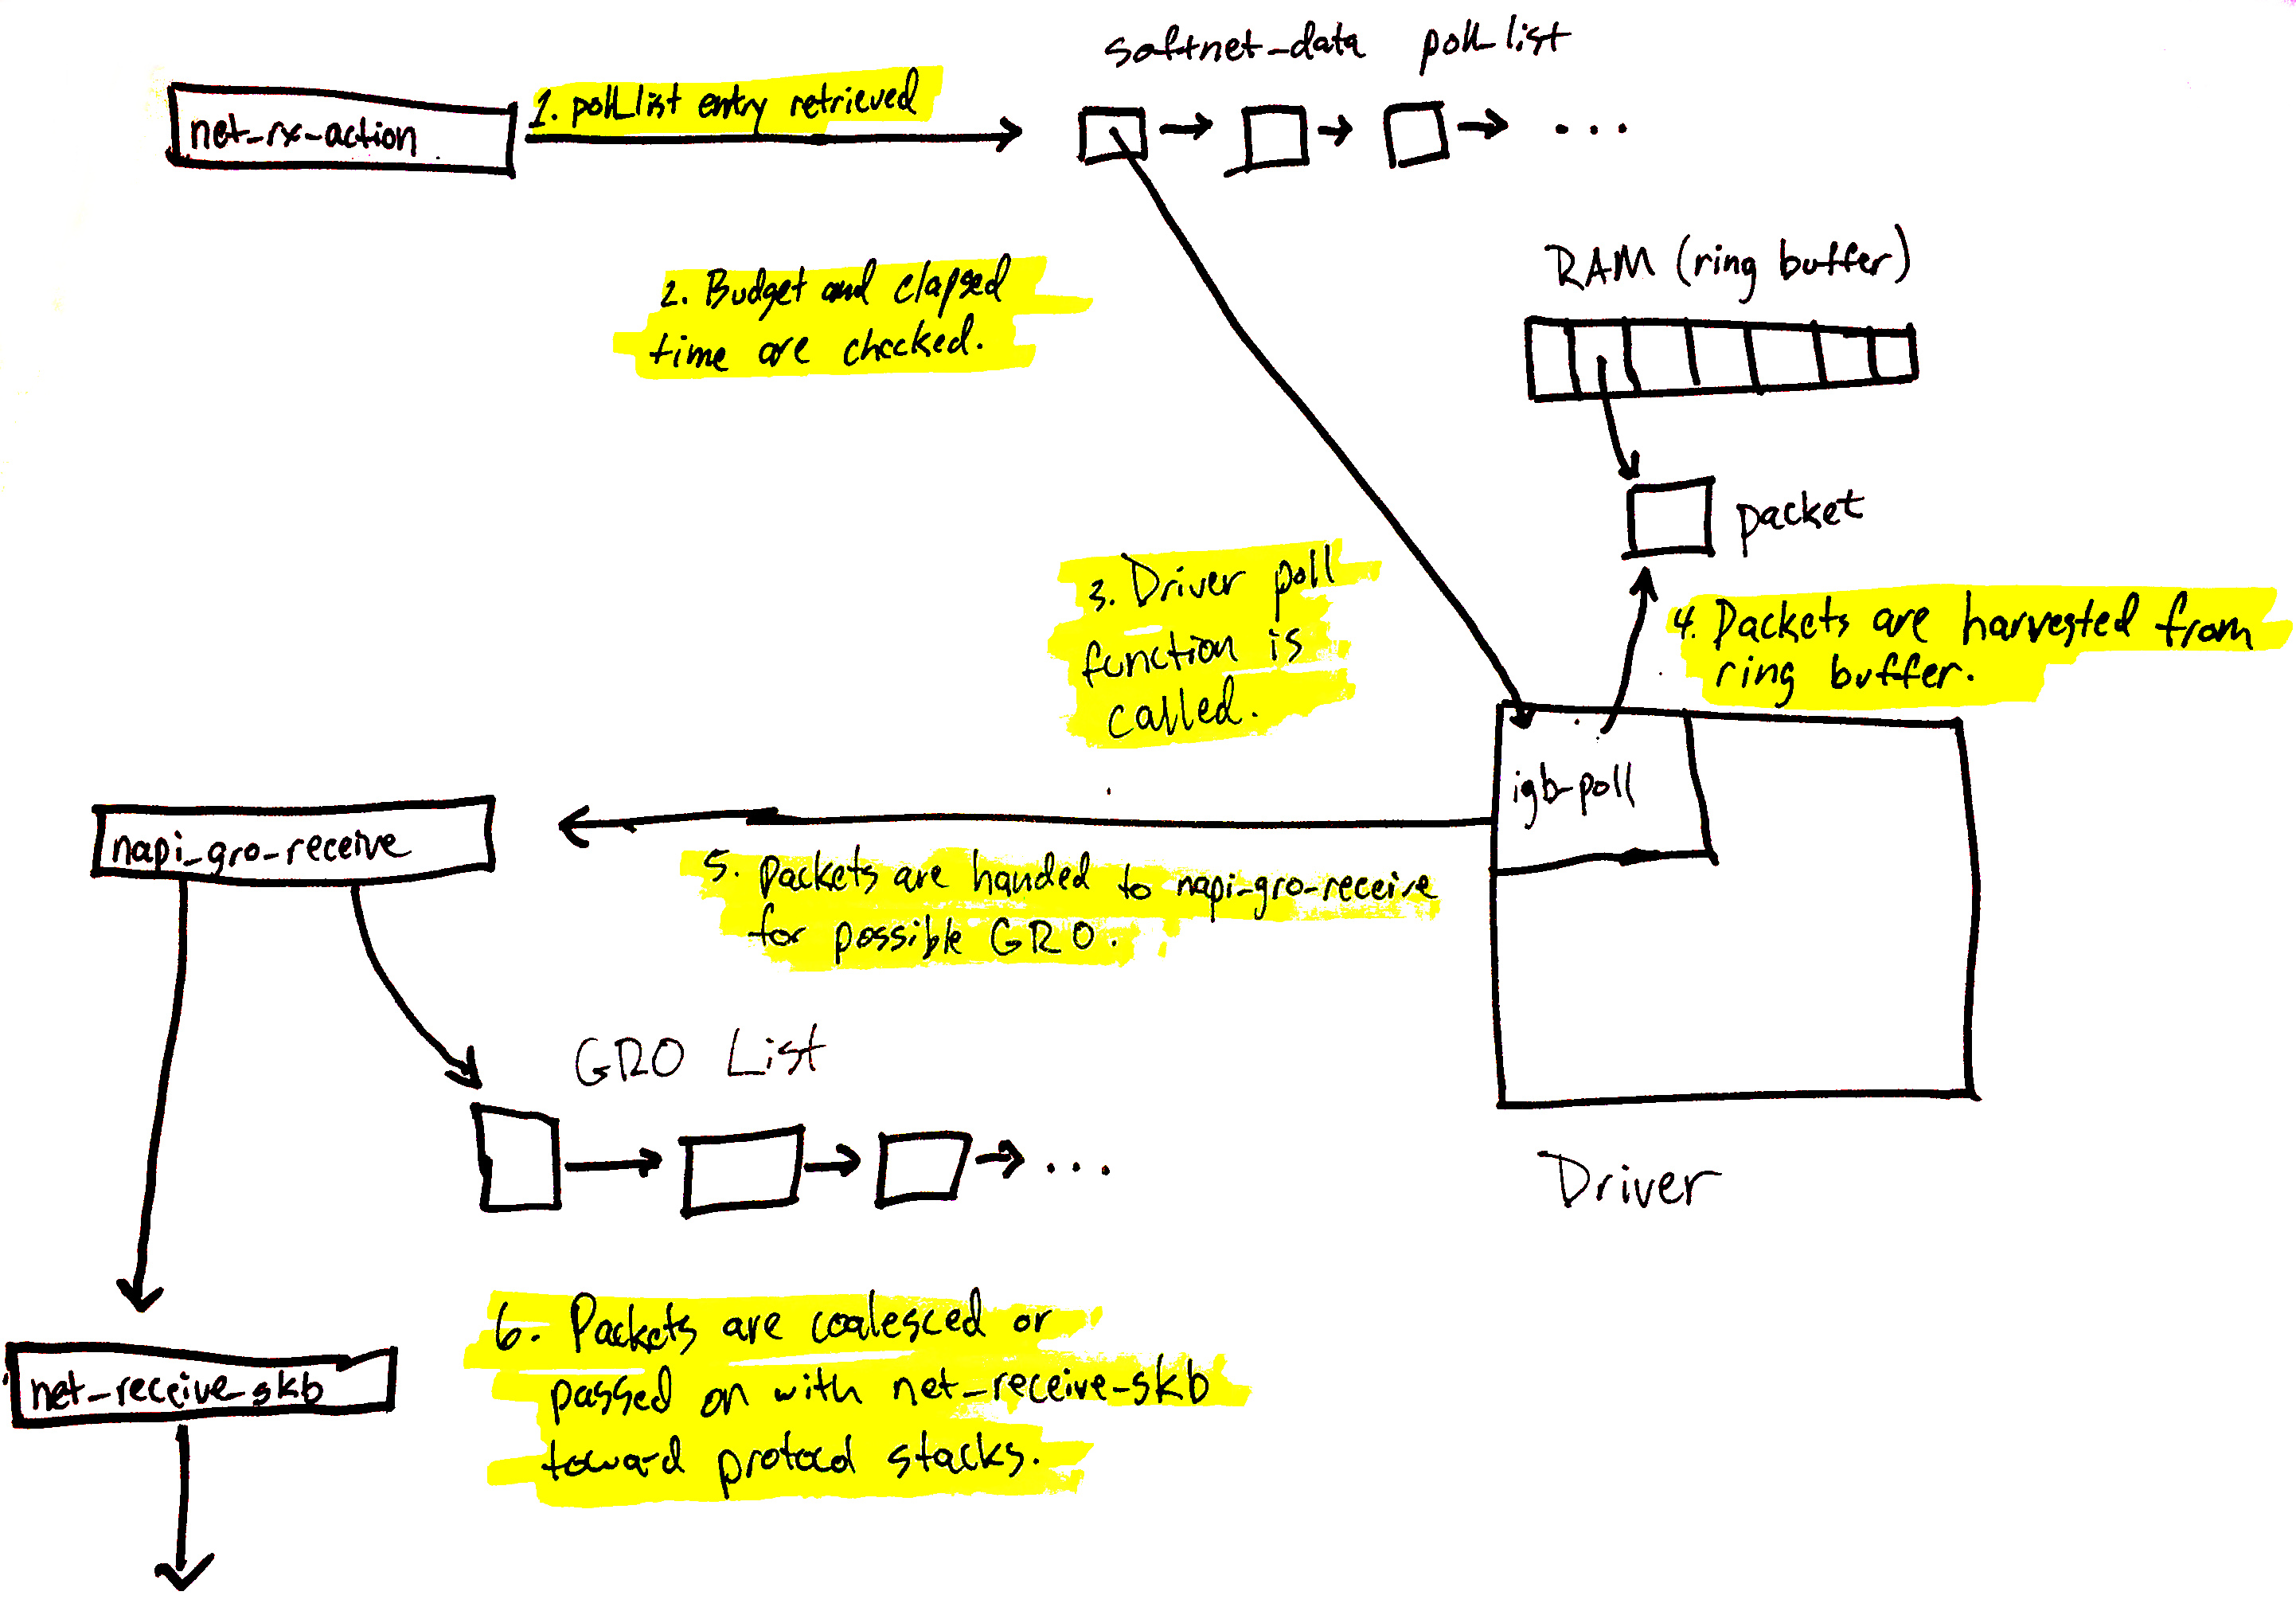 softnet_data poll_list
net_rx_action
1. poll_list entry retrieved
...
2. Budget and elapsed
time are checked.
RAM (ring buffer)
packet
3. Driver poll
function is
called.
4. Packets are harvested from
ring buffer.
igb_poll
napi_gro_receive
5. Packets are handed to napi_gro_receive
for possible GRO.
GRO List
...
Driver
6. Packets are coalesced or
passed on with net_receive_skb
toward protocol stacks.
net_receive_skb